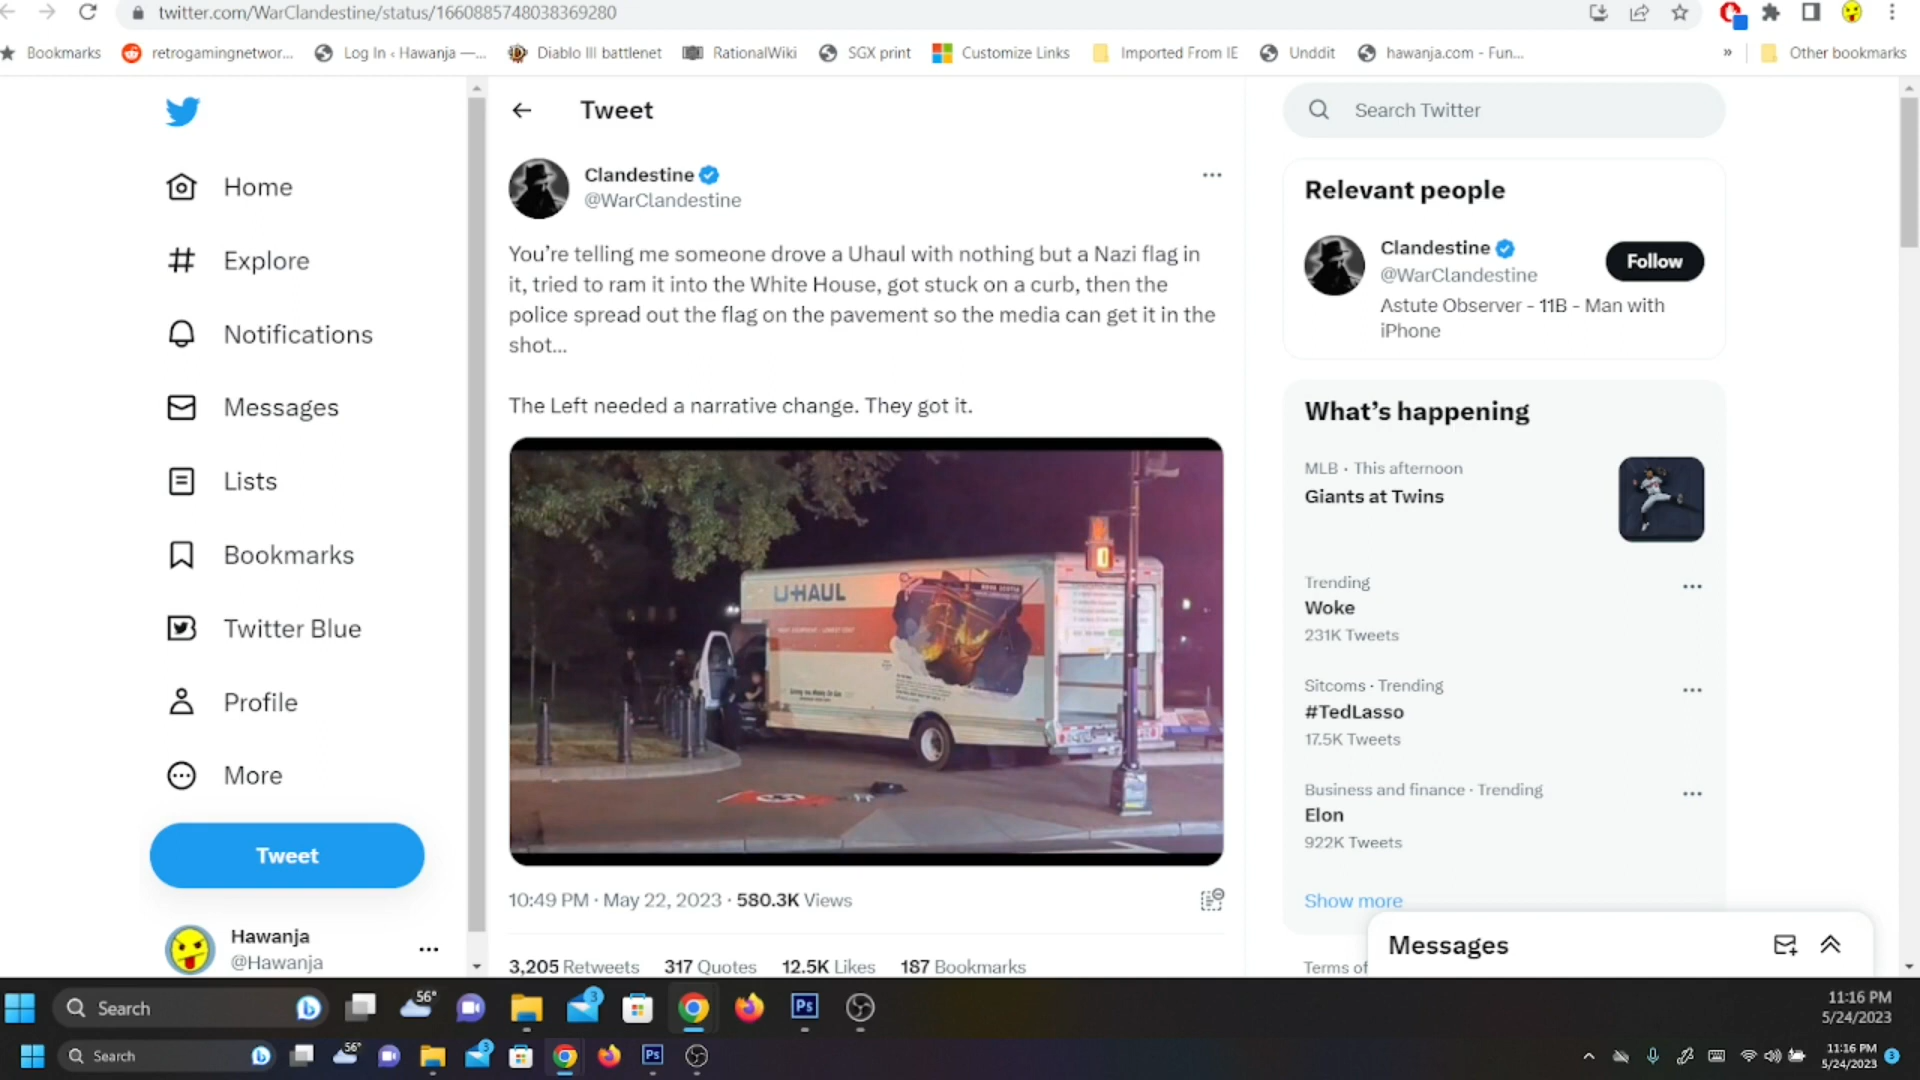 twitter.com/WarClandestine/status/1660885748038369280
Bookmarks
retrogamingnetwor...
Log In ‹ Hawanja —...
Diablo III battlenet
RationalWiki
SGX print
Customize Links
Imported From IE
Unddit
hawanja.com - Fun...
»
Other bookmarks
Home
Explore
Notifications
Messages
Lists
Bookmarks
Twitter Blue
Profile
More
Tweet
Hawanja
@Hawanja
Tweet
Clandestine
@WarClandestine
You're telling me someone drove a Uhaul with nothing but a Nazi flag in
it, tried to ram it into the White House, got stuck on a curb, then the
police spread out the flag on the pavement so the media can get it in the
shot...
The Left needed a narrative change. They got it.
U-HAUL
0
10:49 PM · May 22, 2023 · 580.3K Views
3,205 Retweets 317 Quotes 12.5K Likes 187 Bookmarks
Search Twitter
Relevant people
Clandestine
@WarClandestine
Follow
Astute Observer - 11B - Man with
iPhone
What's happening
MLB · This afternoon
Giants at Twins
Trending
Woke
231K Tweets
Sitcoms · Trending
#TedLasso
17.5K Tweets
Business and finance · Trending
Elon
922K Tweets
Show more
Terms of
Messages
Search
56°
3
Ps
11:16 PM
5/24/2023
Search
56°
3
Ps
11:16 PM
5/24/2023
3